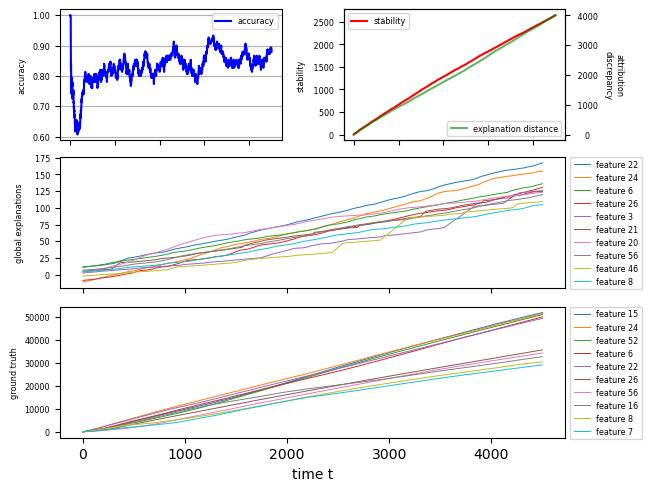 1.00
0.90
0.80
0.70
0.60
accuracy
accuracy
2500
2000
1500
1000
500
0
stability
stability
explanation distance
4000
3000
2000
1000
0
attribution
discrepancy
175
150
125
100
75
50
25
0
global explanations
feature 22
feature 24
feature 6
feature 26
feature 3
feature 21
feature 20
feature 56
feature 46
feature 8
50000
40000
30000
20000
10000
0
ground truth
feature 15
feature 24
feature 52
feature 6
feature 22
feature 26
feature 56
feature 16
feature 8
feature 7
0 1000 2000 3000 4000
time t